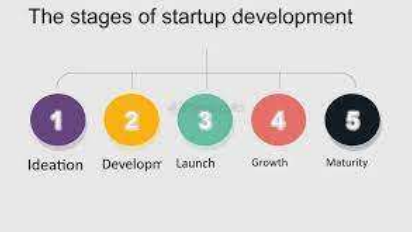 The stages of startup development
1 2 3 4 5
Ideation Developm Launch Growth Maturity